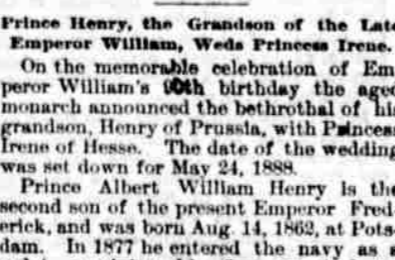 Prince Henry, the Grandson of the Late
Emperor William, Weds Princess Irene.
On the memorable celebration of Em
peror William's 90th birthday the aged
monarch announced the bethrothal of his
grandson, Henry of Prussia, with Princess
Irene of Hesse. The date of the wedding
was set down for May 24, 1888.
Prince Albert William Henry is the
second son of the present Emperor Fred
erick, and was born Aug. 14, 1862, at Pots
dam. In 1877 he entered the navy as a